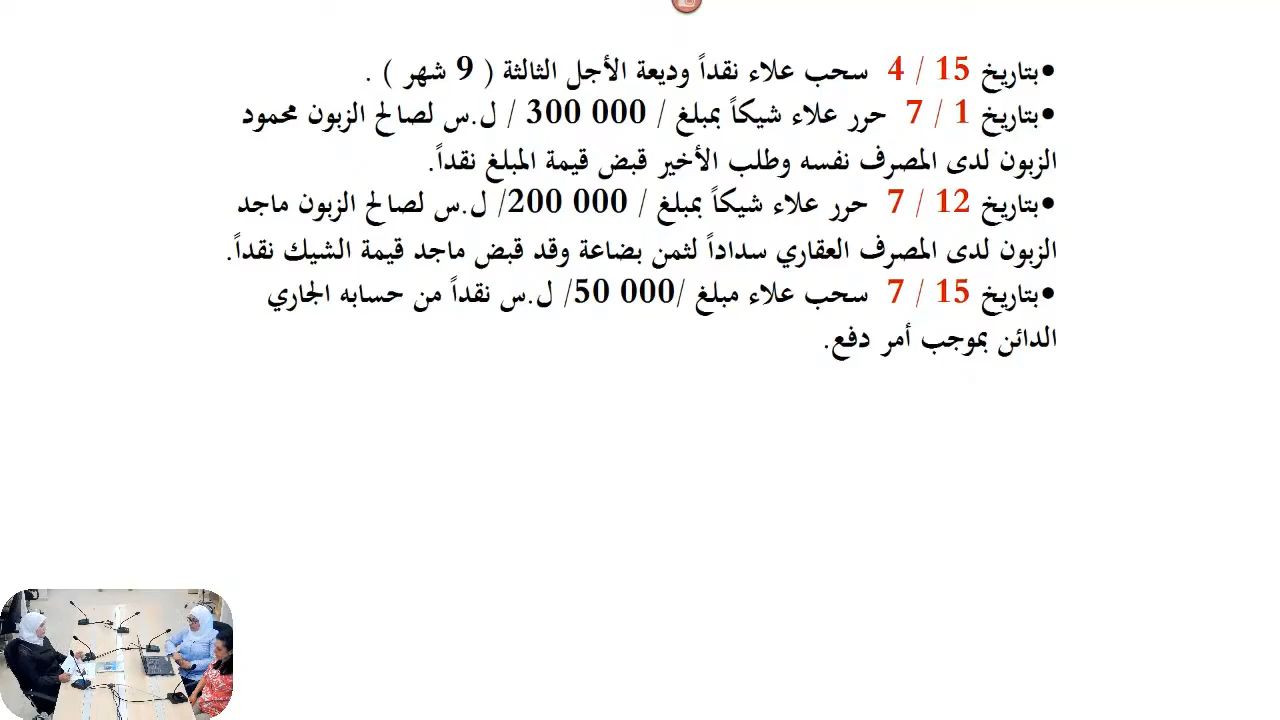 •بتاريخ 15 / 4 سحب علاء نقداً وديعة الأجل الثالثة ( 9 شهر ) .
•بتاريخ 1 / 7 حرر علاء شيكاً بمبلغ / 000 300 / ل.س لصالح الزبون محمود
الزبون لدى المصرف نفسه وطلب الأخير قبض قيمة المبلغ نقداً.
•بتاريخ 12 / 7 حرر علاء شيكاً بمبلغ / 000 200/ ل.س لصالح الزبون ماجد
الزبون لدى المصرف العقاري سداداً لثمن بضاعة وقد قبض ماجد قيمة الشيك نقداً.
•بتاريخ 15 / 7 سحب علاء مبلغ /000 50/ ل.س نقداً من حسابه الجاري
الدائن بموجب أمر دفع.